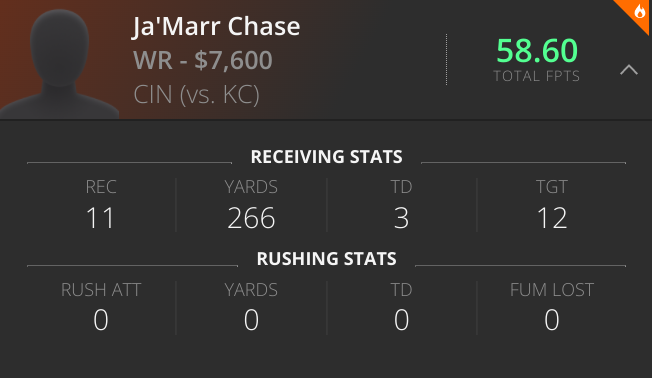 Ja'Marr Chase
WR - $7,600
CIN (vs. KC)
58.60
TOTAL FPTS
RECEIVING STATS
REC YARDS TD TGT
11 266 3 12
RUSHING STATS
RUSH ATT YARDS TD FUM LOST
0 0 0 0